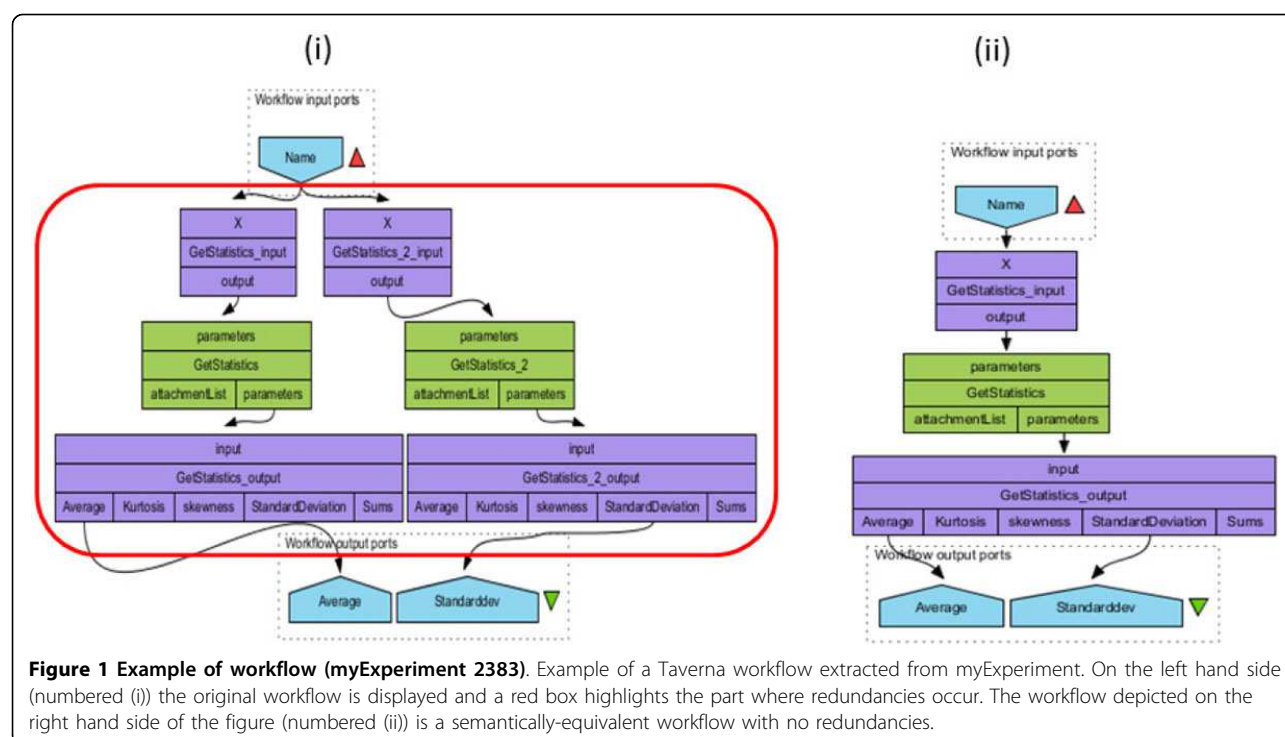 (i)
(ii)
Workflow input ports
Name
X
X
GetStatistics_input
GetStatistics_2_input
output
output
parameters
parameters
GetStatistics
GetStatistics_2
attachmentList
parameters
attachmentList
parameters
input
input
GetStatistics_output
GetStatistics_2_output
Average
Kurtosis
skewness
StandardDeviation
Sums
Average
Kurtosis
skewness
StandardDeviation
Sums
Workflow output ports
Average
Standarddev
Workflow input ports
Name
X
GetStatistics_input
output
parameters
GetStatistics
attachmentList
parameters
input
GetStatistics_output
Average
Kurtosis
skewness
StandardDeviation
Sums
Workflow output ports
Average
Standarddev
Figure 1 Example of workflow (myExperiment 2383). Example of a Taverna workflow extracted from myExperiment. On the left hand side
(numbered (i)) the original workflow is displayed and a red box highlights the part where redundancies occur. The workflow depicted on the
right hand side of the figure (numbered (ii)) is a semantically-equivalent workflow with no redundancies.